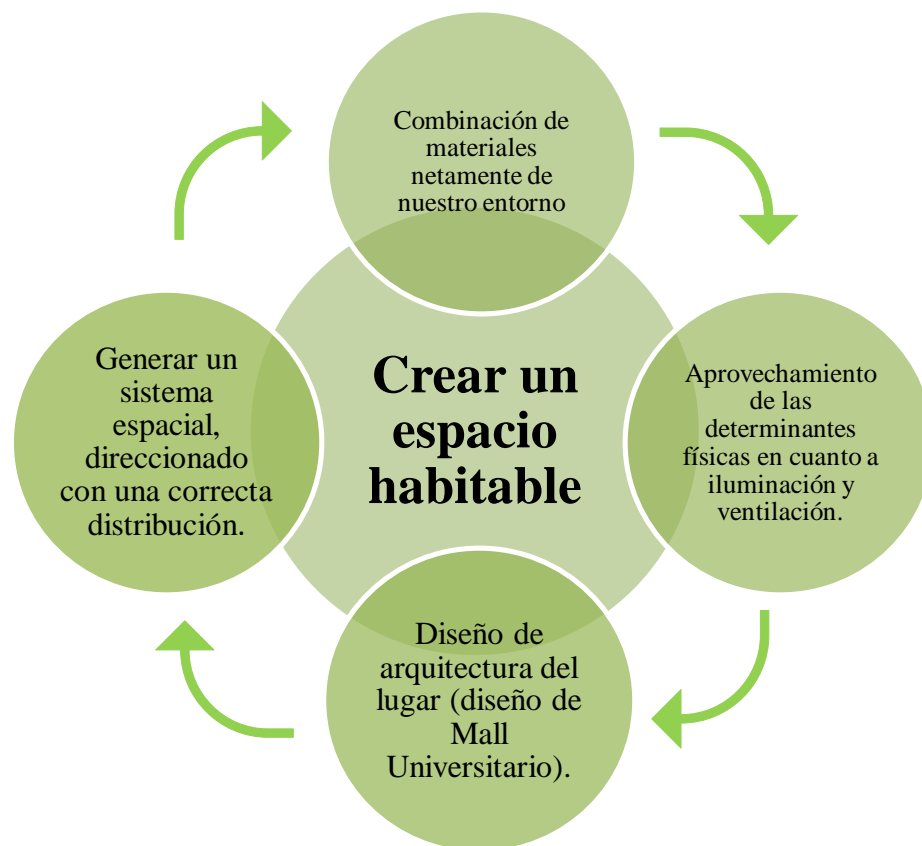 Combinación de
materiales
netamente de
nuestro entorno
Aprovechamiento
de las
determinantes
físicas en cuanto a
iluminación y
ventilación.
Diseño de
arquitectura del
lugar (diseño de
Mall
Universitario).
Generar un
sistema
espacial,
direccionado
con una correcta
distribución.
Crear un
espacio
habitable